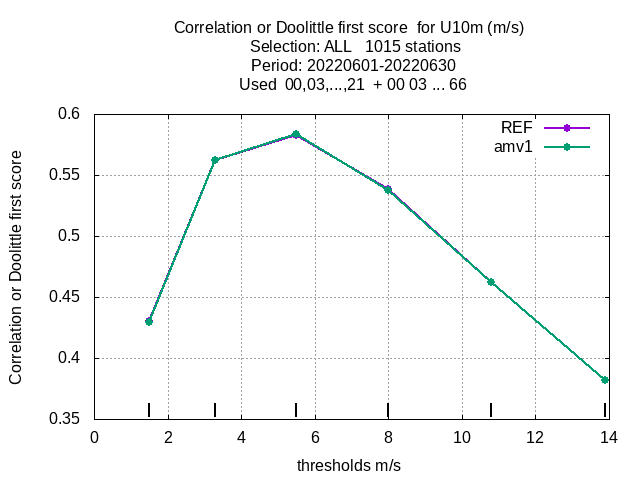 Correlation or Doolittle first score  for U10m (m/s)
Selection: ALL   1015 stations
Period: 20220601-20220630
Used  00,03,...,21  + 00 03 ... 66
REF
amv1
Correlation or Doolittle first score
0.6
0.55
0.5
0.45
0.4
0.35
0 2 4 6 8 10 12 14
thresholds m/s